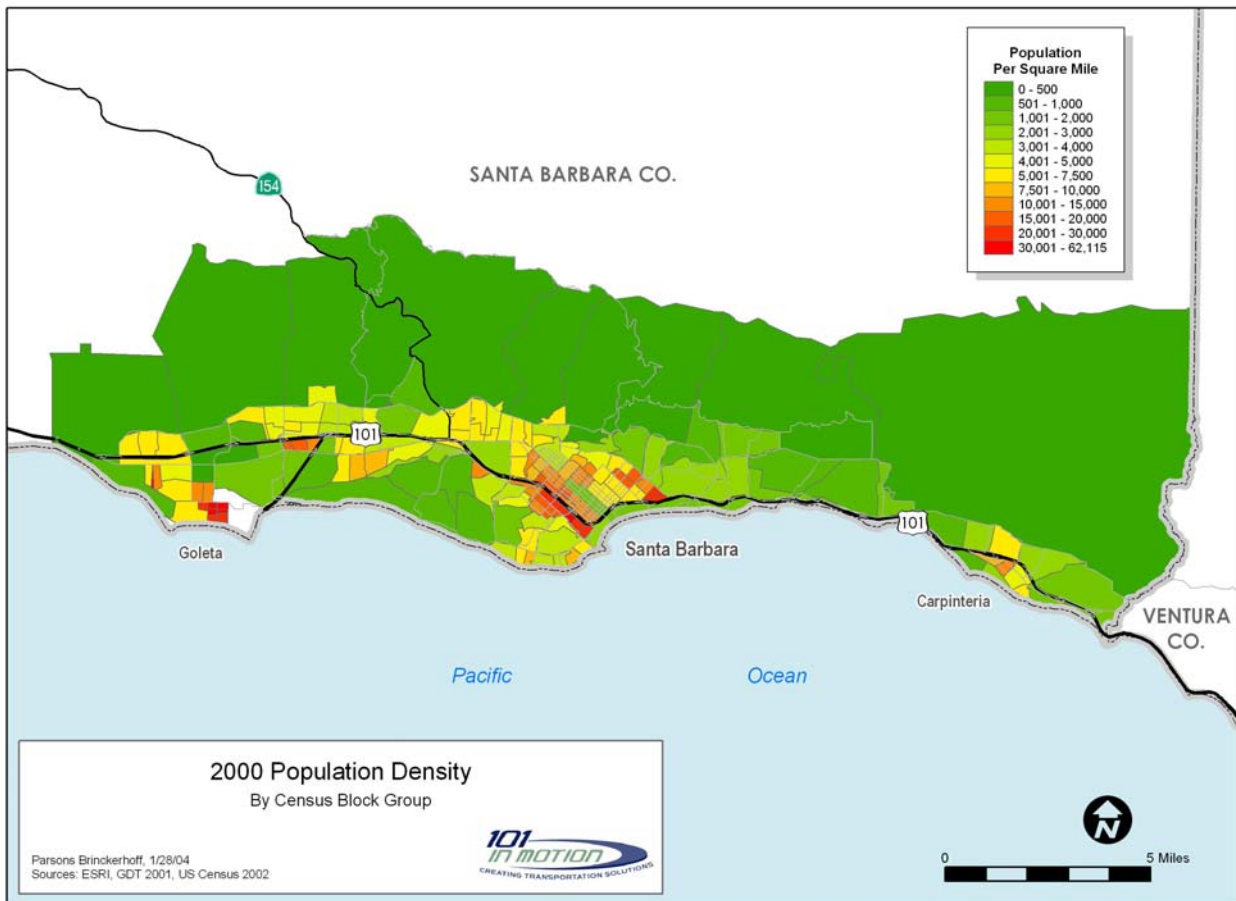 Population
Per Square Mile
0 - 500
501 - 1,000
1,001 - 2,000
2,001 - 3,000
3,001 - 4,000
4,001 - 5,000
5,001 - 7,500
7,501 - 10,000
10,001 - 15,000
15,001 - 20,000
20,001 - 30,000
30,001 - 62,115
154
SANTA BARBARA CO.
101
101
Goleta
Santa Barbara
Carpinteria
VENTURA
CO.
Pacific Ocean
2000 Population Density
By Census Block Group
Parsons Brinckerhoff, 1/28/04
Sources: ESRI, GDT 2001, US Census 2002
101
IN MOTION
CREATING TRANSPORTATION SOLUTIONS
N
0 5 Miles